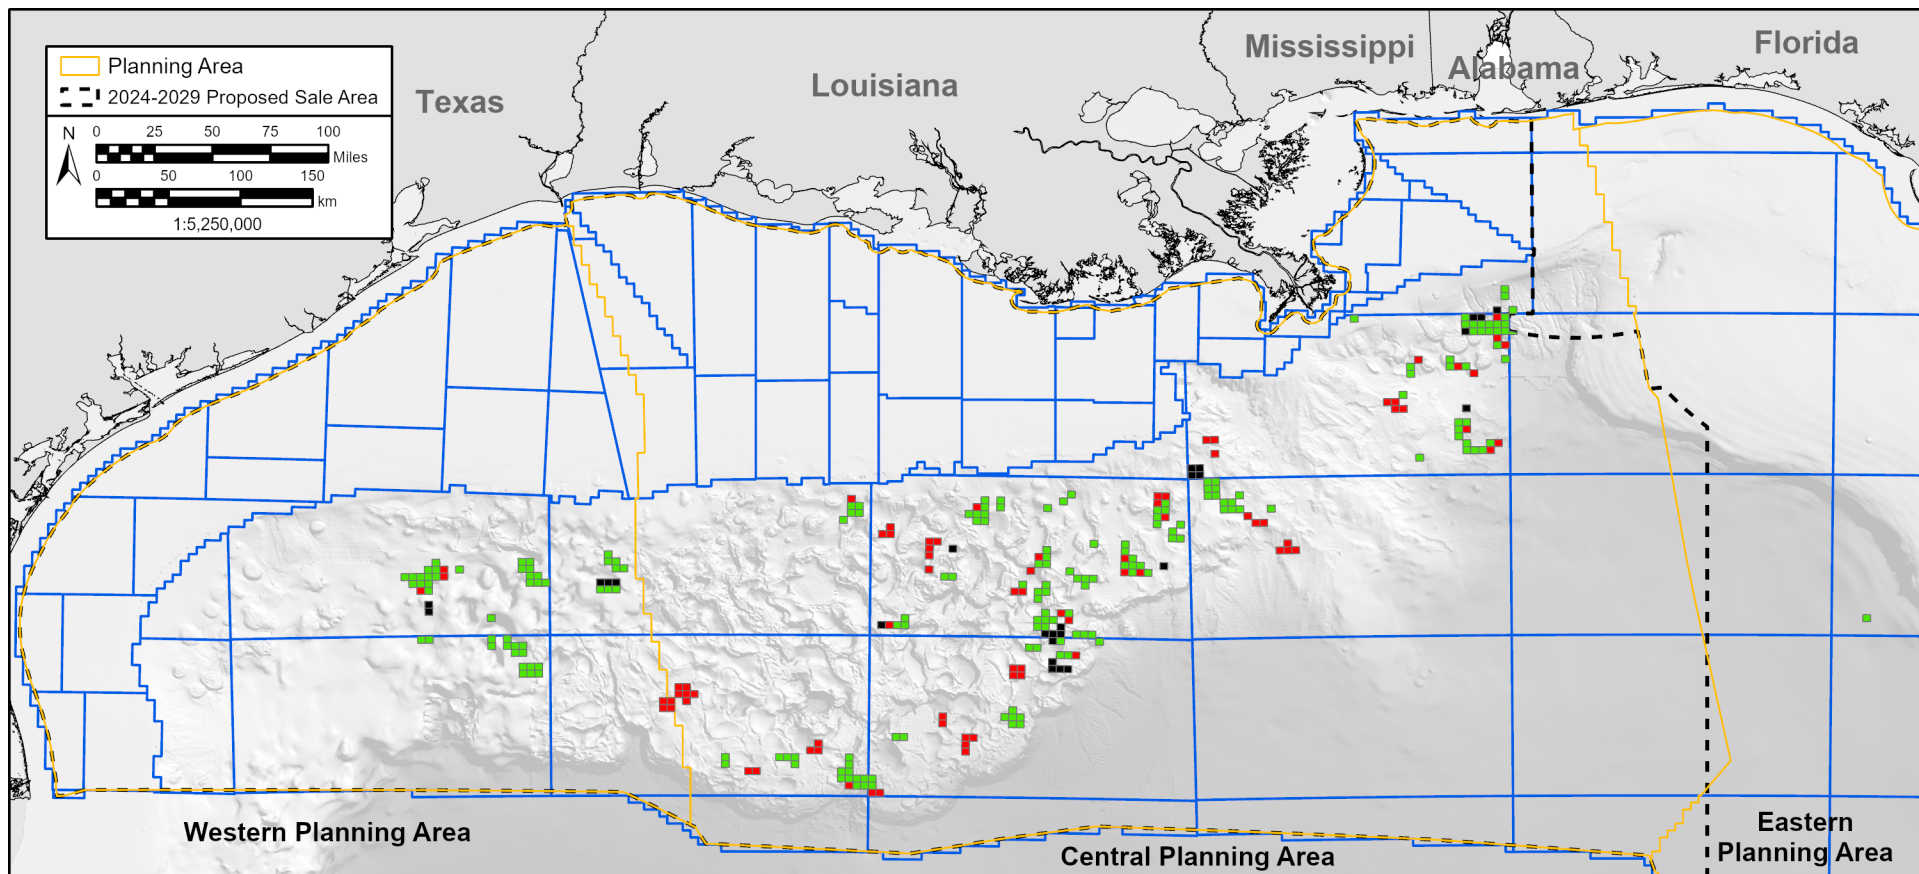 Mississippi
Florida
Alabama
Louisiana
Texas
Planning Area
2024-2029 Proposed Sale Area
N
0 25 50 75 100
Miles
0 50 100 150
km
1:5,250,000
Western Planning Area
Central Planning Area
Eastern
Planning Area